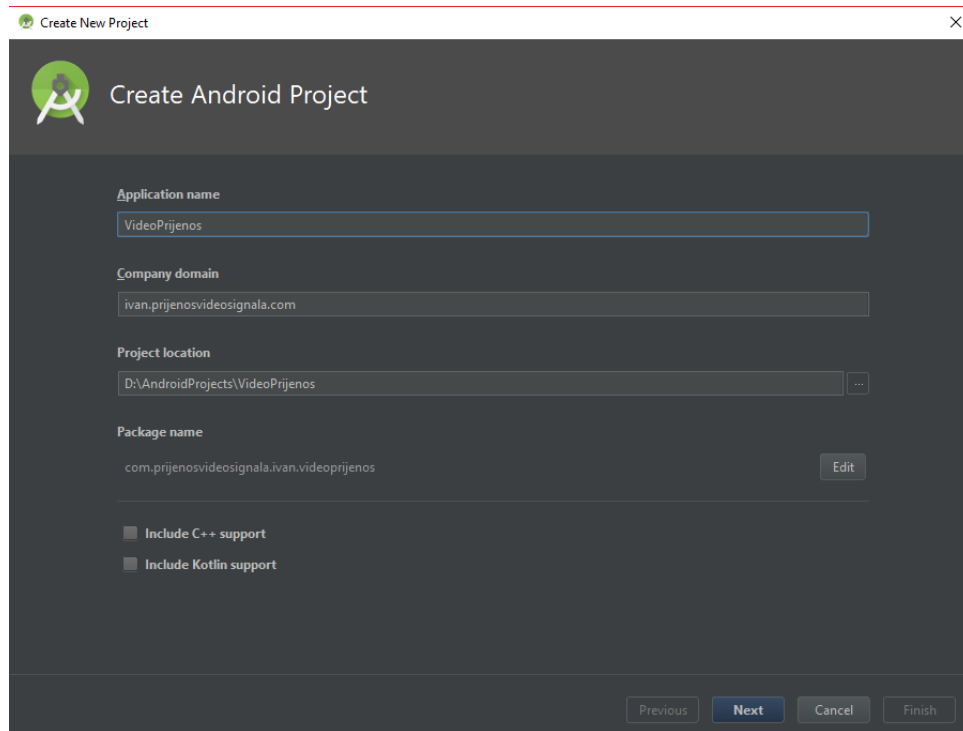 Create New Project
Create Android Project
Application name
VideoPrijenos
Company domain
ivan.prijenosvideosignala.com
Project location
D:\AndroidProjects\VideoPrijenos
...
Package name
com.prijenosvideosignala.ivan.videoprijenos
Edit
Include C++ support
Include Kotlin support
Previous
Next
Cancel
Finish